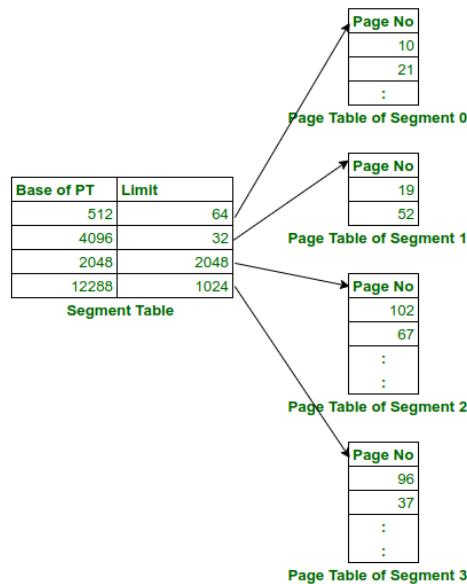 Page No
10
21
:
Page Table of Segment 0
Page No
19
52
Page Table of Segment 1
Base of PT Limit
512 64
4096 32
2048 2048
12288 1024
Segment Table
Page No
102
67
:
:
Page Table of Segment 2
Page No
96
37
:
:
Page Table of Segment 3